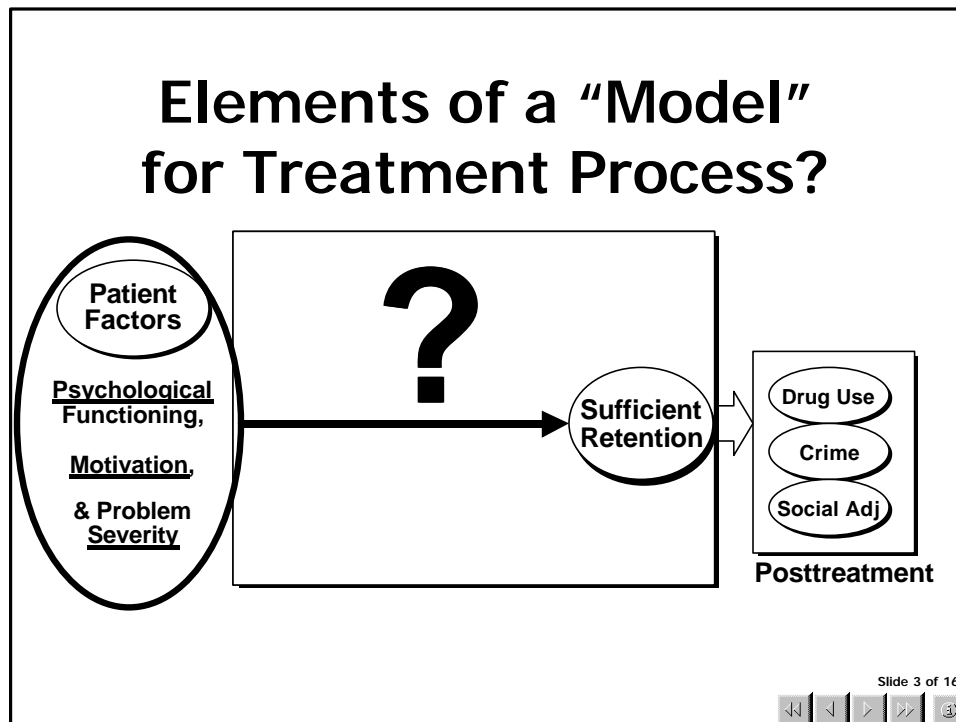 Elements of a “Model”
for Treatment Process?
Patient
Factors
Psychological
Functioning,
Motivation,
& Problem
Severity
?
Sufficient
Retention
Drug Use
Crime
Social Adj
Posttreatment
Slide 3 of 16